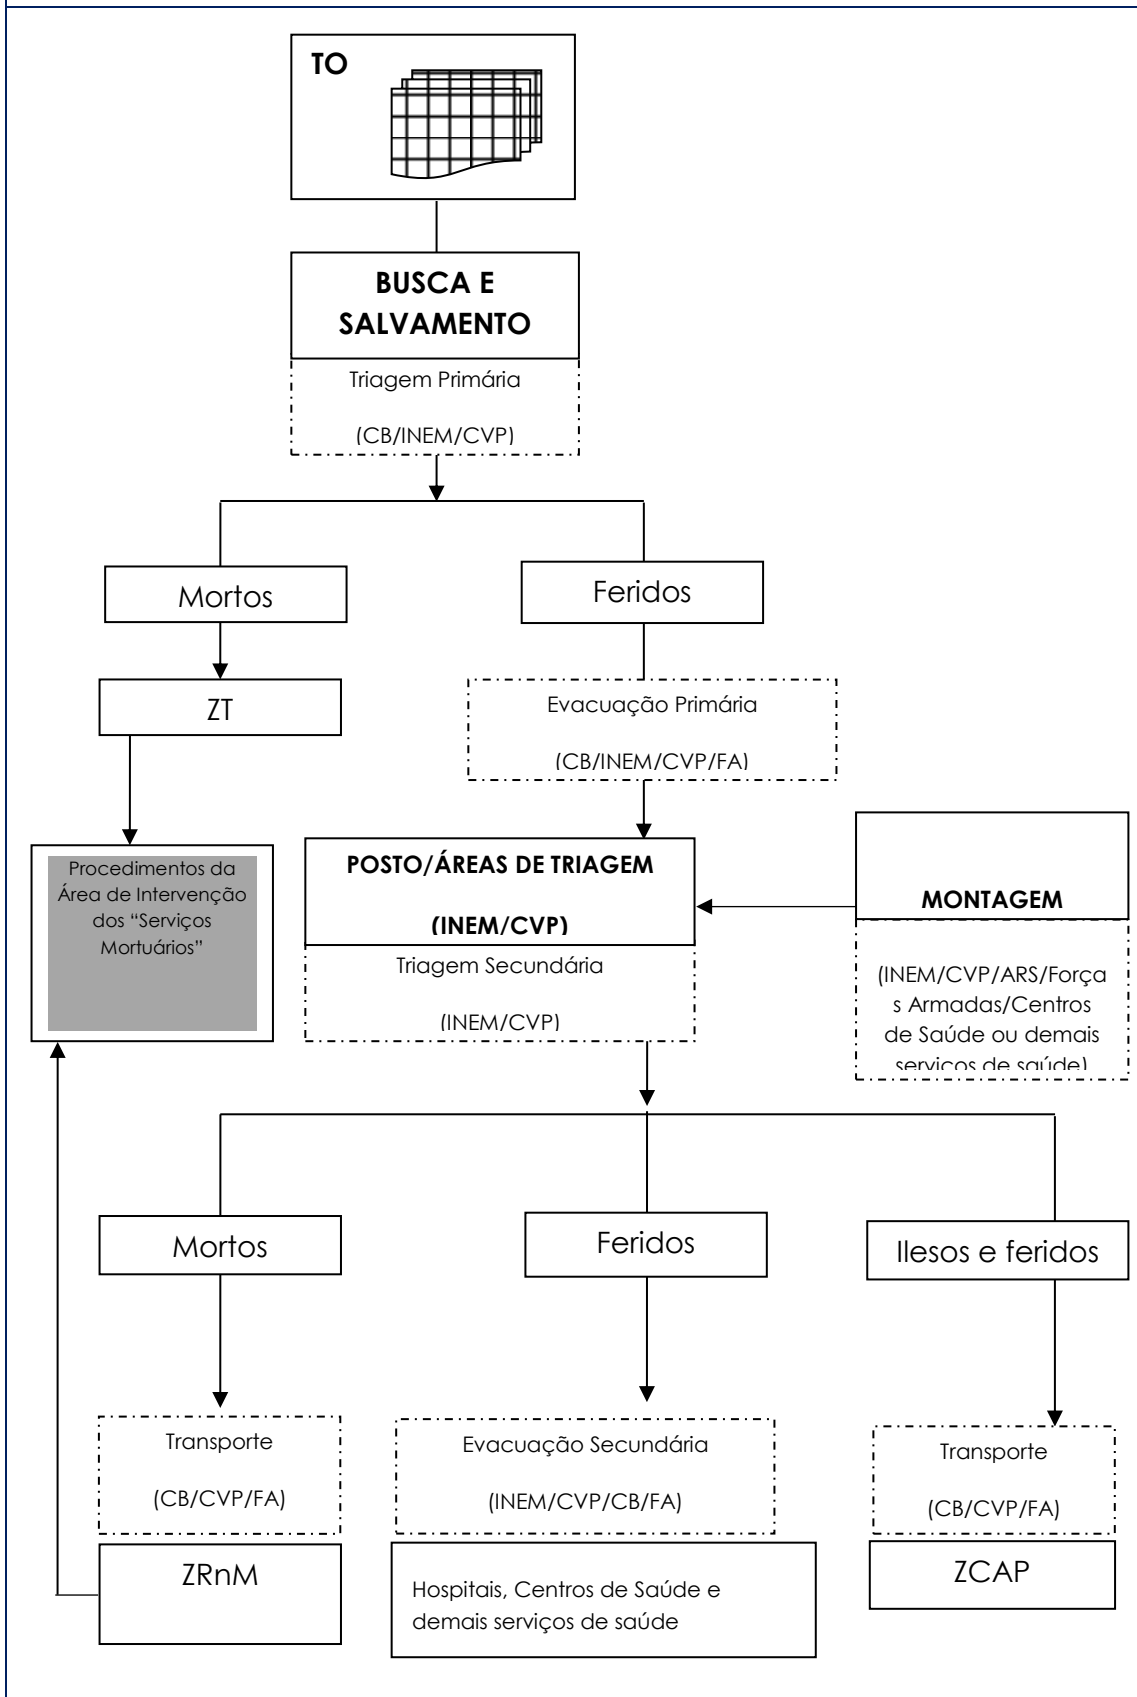 TO
BUSCA E
SALVAMENTO
Triagem Primária
(CB/INEM/CVP)
Mortos
Feridos
ZT
Evacuação Primária
(CB/INEM/CVP/FA)
Procedimentos da
Área de Intervenção
dos “Serviços
Mortuários”
POSTO/ÁREAS DE TRIAGEM
(INEM/CVP)
Triagem Secundária
(INEM/CVP)
MONTAGEM
(INEM/CVP/ARS/Força
s Armadas/Centros
de Saúde ou demais
serviços de saúde)
Mortos
Feridos
Ilesos e feridos
Transporte
(CB/CVP/FA)
Evacuação Secundária
(INEM/CVP/CB/FA)
Transporte
(CB/CVP/FA)
ZRnM
Hospitais, Centros de Saúde e
demais serviços de saúde
ZCAP